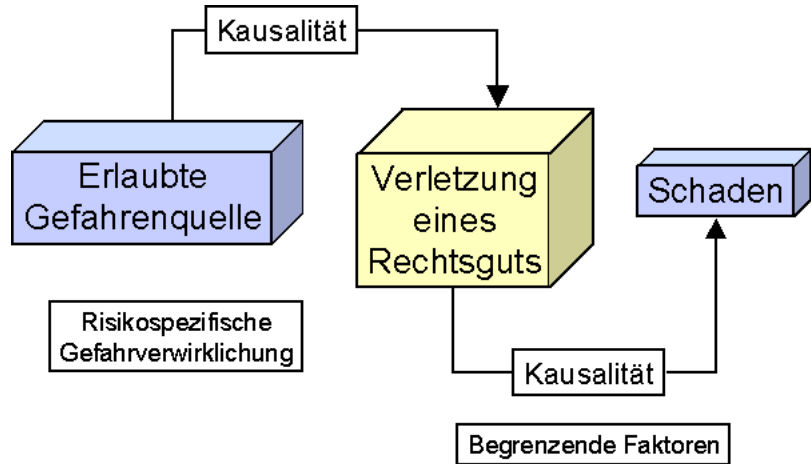 Kausalität
Erlaubte
Gefahrenquelle
Verletzung
eines
Rechtsguts
Schaden
Risikospezifische
Gefahrverwirklichung
Kausalität
Begrenzende Faktoren